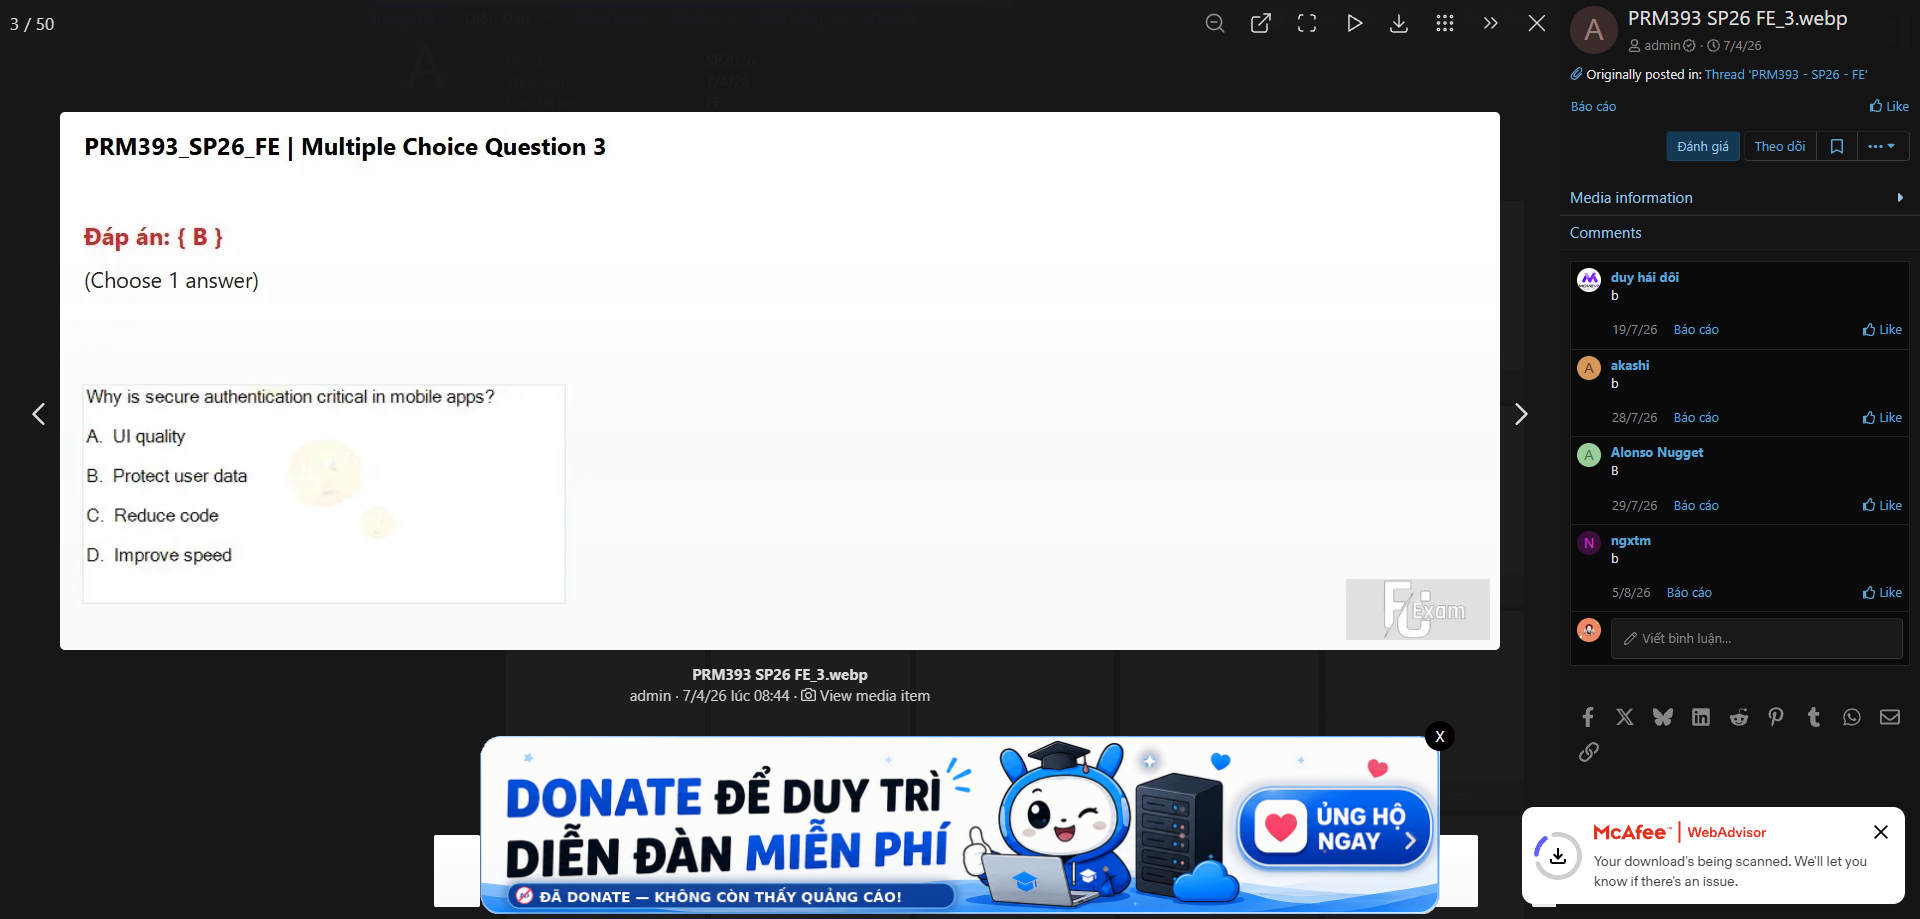 3 / 50
PRM393_SP26_FE | Multiple Choice Question 3
Đáp án: { B }
(Choose 1 answer)
Why is secure authentication critical in mobile apps?
A. UI quality
B. Protect user data
C. Reduce code
D. Improve speed
FU Exam
PRM393 SP26 FE_3.webp
admin · 7/4/26 lúc 08:44 · View media item
X
DONATE ĐỂ DUY TRÌ
DIỄN ĐÀN MIỄN PHÍ
ĐÃ DONATE — KHÔNG CÒN THẤY QUẢNG CÁO!
ỦNG HỘ
NGAY
A
PRM393 SP26 FE_3.webp
admin · 7/4/26
Originally posted in: Thread 'PRM393 - SP26 - FE'
Báo cáo
Like
Đánh giá
Theo dõi
Media information
Comments
duy hái dôi
b
19/7/26 Báo cáo Like
A
akashi
b
28/7/26 Báo cáo Like
A
Alonso Nugget
B
29/7/26 Báo cáo Like
N
ngxtm
b
5/8/26 Báo cáo Like
Viết bình luận...
McAfee™ | WebAdvisor
Your download's being scanned. We'll let you
know if there's an issue.